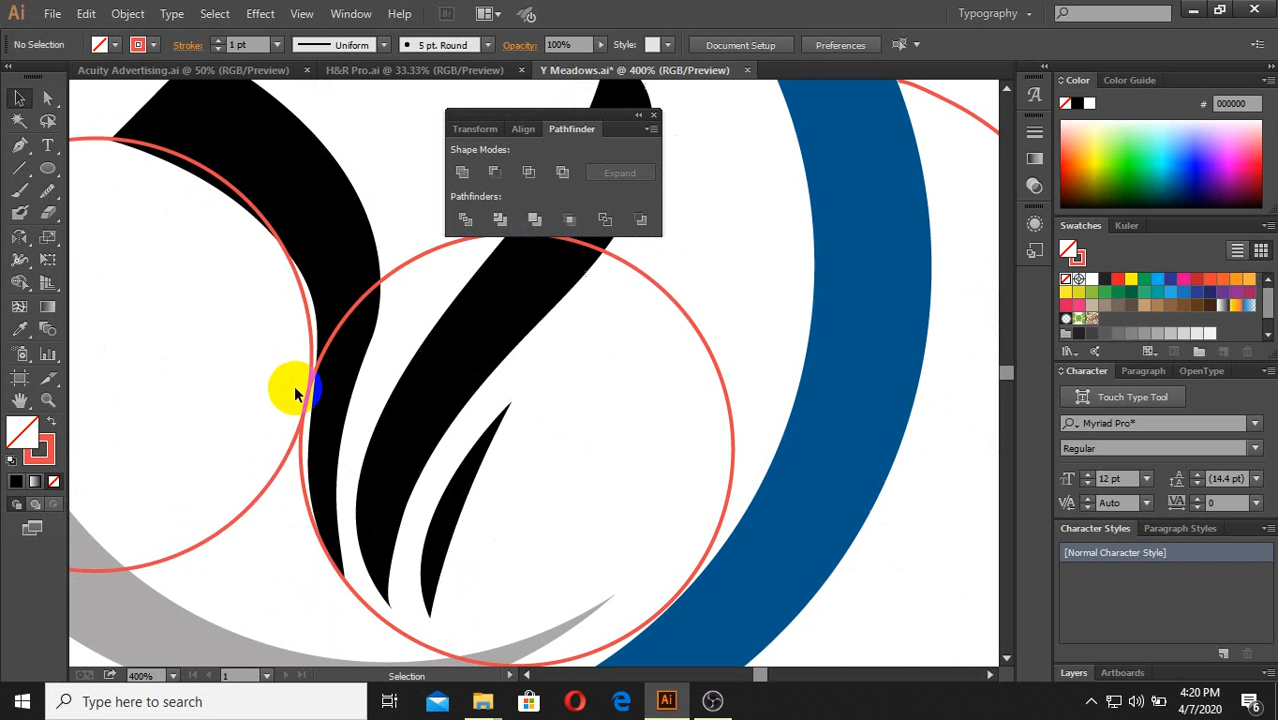 Ai File Edit Object Type Select Effect View Window Help Br Typography
No Selection Stroke: 1 pt Uniform 5 pt. Round Opacity: 100% Style: Document Setup Preferences
Acuity Advertising.ai @ 50% (RGB/Preview) × H&R Pro.ai @ 33.33% (RGB/Preview) × Y Meadows.ai* @ 400% (RGB/Preview) ×
Color Color Guide
# 000000
Transform Align Pathfinder
Shape Modes:
Expand
Pathfinders:
Swatches Kuler
Character Paragraph OpenType
Touch Type Tool
Myriad Pro*
Regular
12 pt (14.4 pt)
Auto 0
Character Styles Paragraph Styles
[Normal Character Style]
Layers Artboards
400% 1 Selection
Type here to search
Ai
4:20 PM
4/7/2020
6